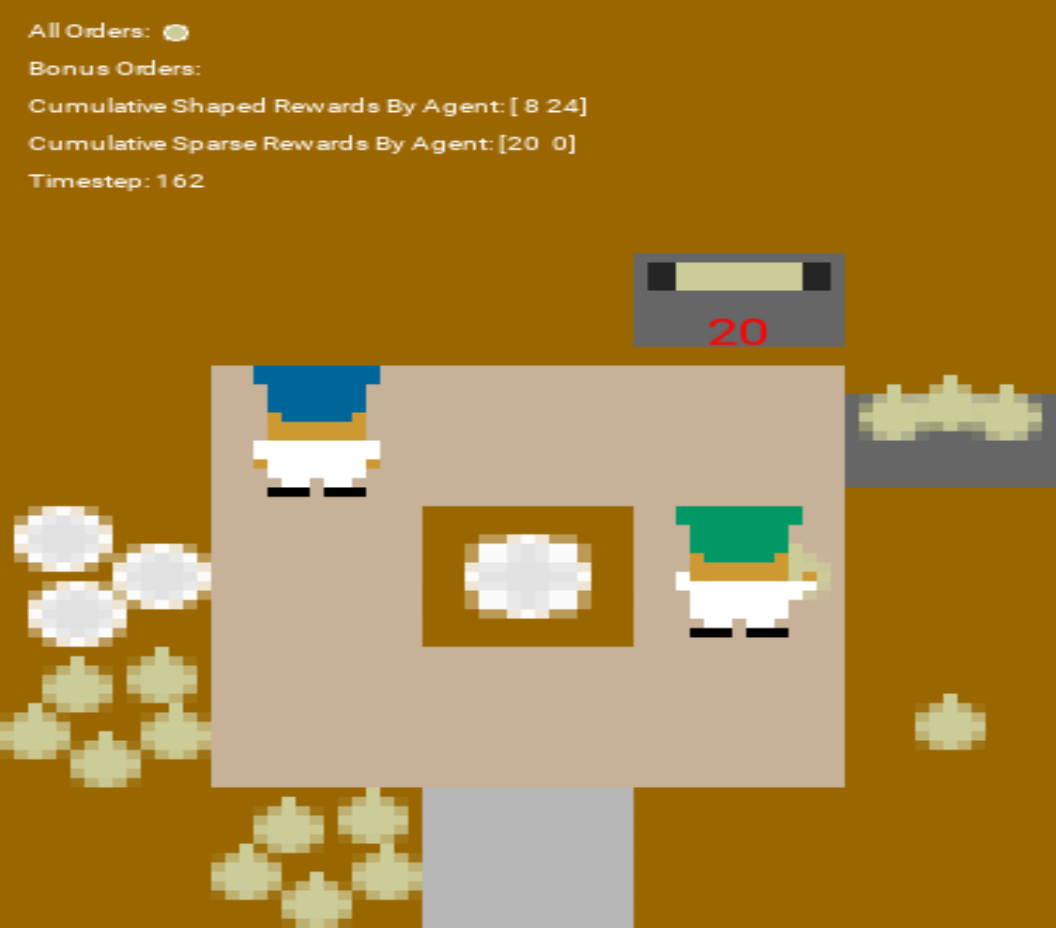 All Orders:
Bonus Orders:
Cumulative Shaped Rewards By Agent: [ 8 24]
Cumulative Sparse Rewards By Agent: [20  0]
Timestep: 162
20